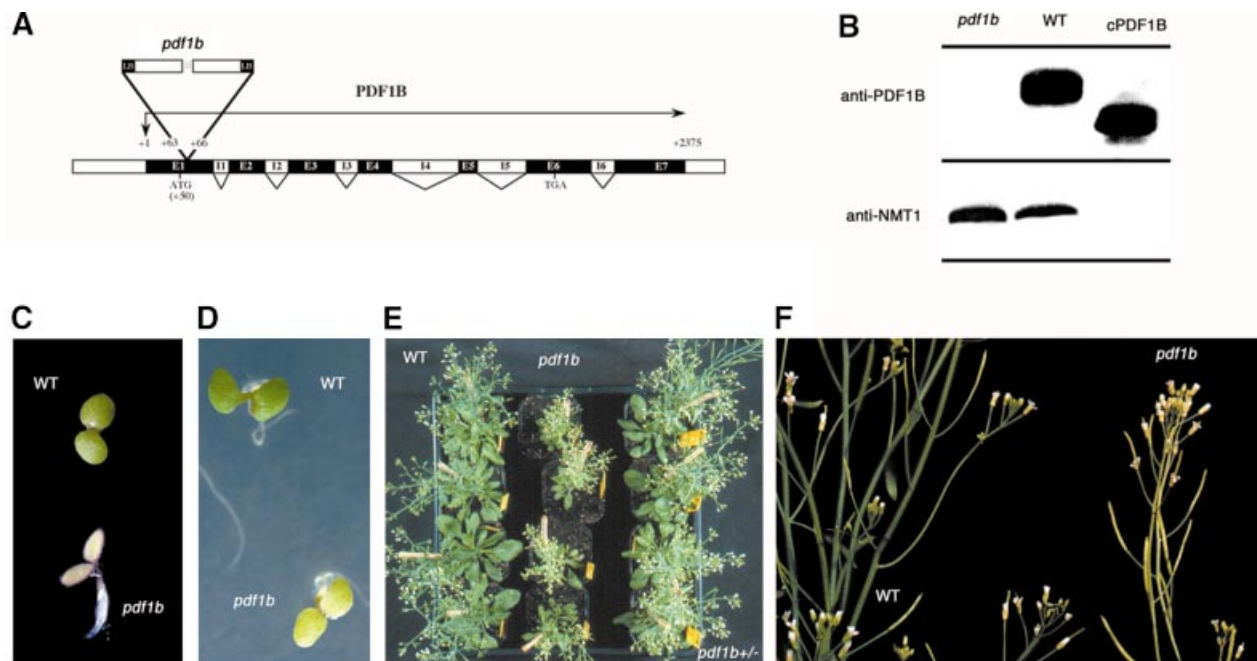 A
pdf1b
LB LB
PDF1B
+1 +63 +66 +2375
E1 I1 E2 I2 E3 I3 E4 I4 E5 I5 E6 I6 E7
ATG TGA
(+50)
B
pdf1b WT cPDF1B
anti-PDF1B
anti-NMT1
C
WT
pdf1b
D
WT
pdf1b
E
WT
pdf1b
pdf1b+/-
F
pdf1b
WT